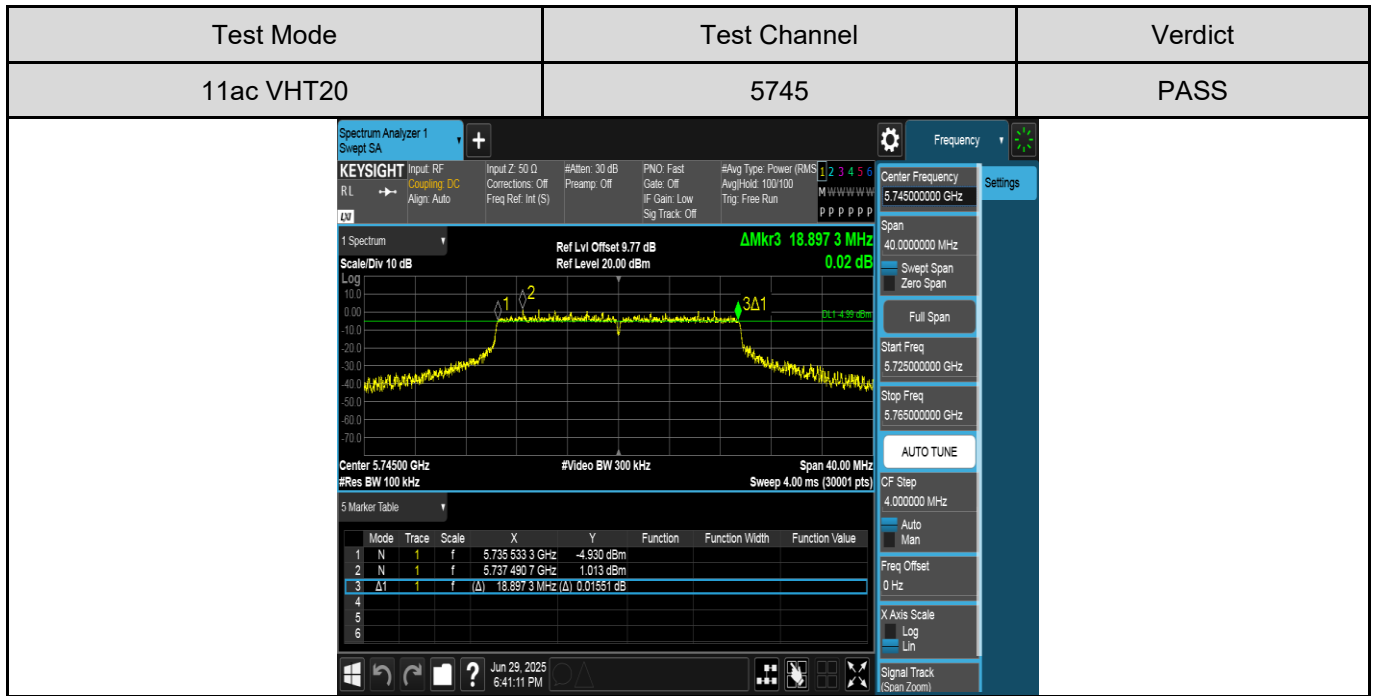 Test Mode Test Channel Verdict
11ac VHT20 5745 PASS
Spectrum Analyzer 1
Swept SA
+
Frequency
KEYSIGHT Input: RF Input Z: 50 Ω #Atten: 30 dB PNO: Fast #Avg Type: Power (RMS 1 2 3 4 5 6
RL Coupling: DC Corrections: Off Preamp: Off Gate: Off Avg|Hold: 100/100 M W W W W W
Align: Auto Freq Ref: Int (S) IF Gain: Low Trig: Free Run
LXI Sig Track: Off P P P P P P
1 Spectrum
Ref Lvl Offset 9.77 dB ΔMkr3 18.897 3 MHz
Scale/Div 10 dB Ref Level 20.00 dBm 0.02 dB
Log
10.0
0.00
-10.0
-20.0
-30.0
-40.0
-50.0
-60.0
-70.0
1 2 3Δ1
DL1 -4.99 dBm
Center 5.74500 GHz #Video BW 300 kHz Span 40.00 MHz
#Res BW 100 kHz Sweep 4.00 ms (30001 pts)
5 Marker Table
Mode Trace Scale X Y Function Function Width Function Value
1 N 1 f 5.735 533 3 GHz -4.930 dBm
2 N 1 f 5.737 490 7 GHz 1.013 dBm
3 Δ1 1 f (Δ) 18.897 3 MHz (Δ) 0.01551 dB
4
5
6
?
Jun 29, 2025
6:41:11 PM
Center Frequency
5.745000000 GHz
Settings
Span
40.0000000 MHz
Swept Span
Zero Span
Full Span
Start Freq
5.725000000 GHz
Stop Freq
5.765000000 GHz
AUTO TUNE
CF Step
4.000000 MHz
Auto
Man
Freq Offset
0 Hz
X Axis Scale
Log
Lin
Signal Track
(Span Zoom)